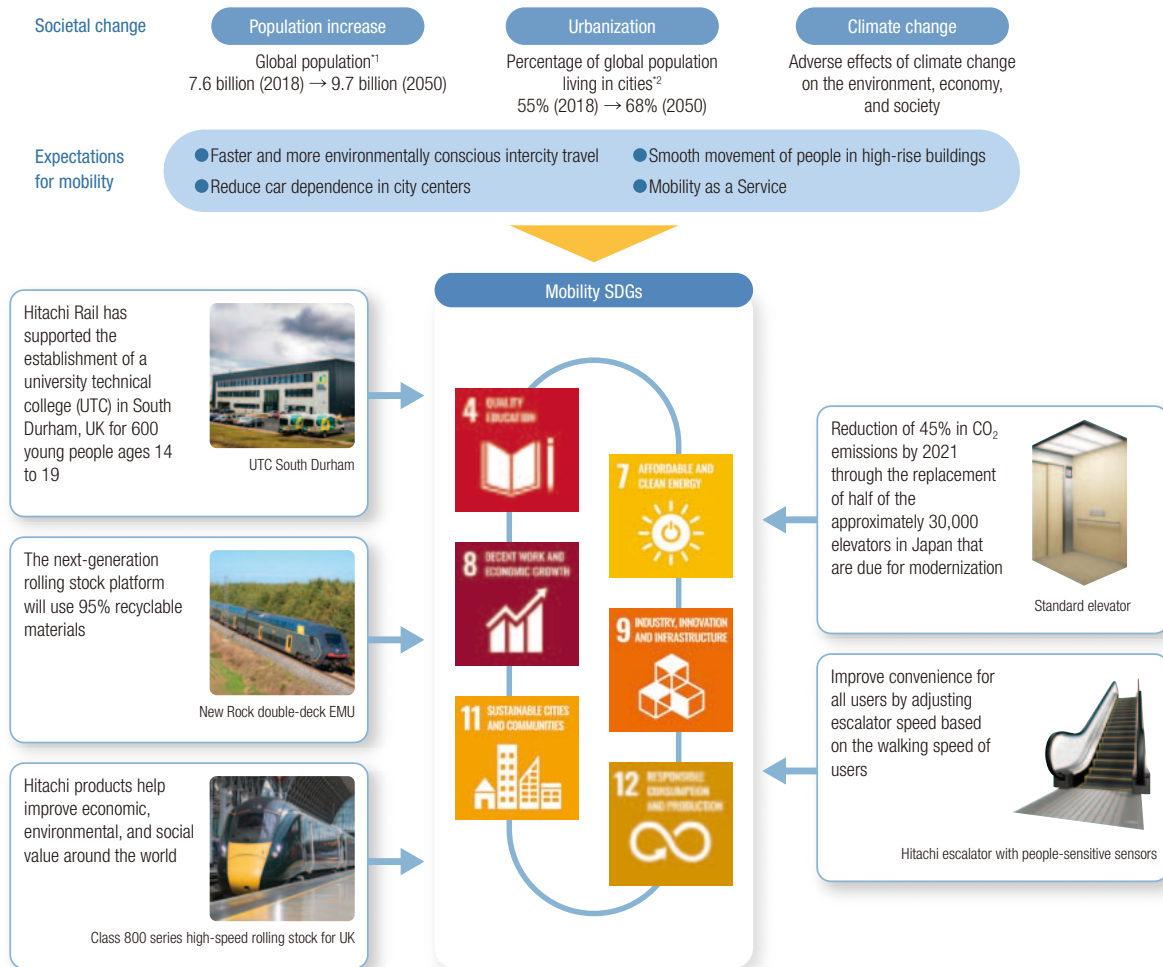 Societal change
Population increase
Global population*1
7.6 billion (2018) → 9.7 billion (2050)
Urbanization
Percentage of global population
living in cities*2
55% (2018) → 68% (2050)
Climate change
Adverse effects of climate change
on the environment, economy,
and society
Expectations
for mobility
●Faster and more environmentally conscious intercity travel
●Reduce car dependence in city centers
●Smooth movement of people in high-rise buildings
●Mobility as a Service
Hitachi Rail has
supported the
establishment of a
university technical
college (UTC) in South
Durham, UK for 600
young people ages 14
to 19
UTC South Durham
The next-generation
rolling stock platform
will use 95% recyclable
materials
New Rock double-deck EMU
Hitachi products help
improve economic,
environmental, and social
value around the world
Class 800 series high-speed rolling stock for UK
Mobility SDGs
4 QUALITY
EDUCATION
7 AFFORDABLE AND
CLEAN ENERGY
8 DECENT WORK AND
ECONOMIC GROWTH
9 INDUSTRY, INNOVATION
AND INFRASTRUCTURE
11 SUSTAINABLE CITIES
AND COMMUNITIES
12 RESPONSIBLE
CONSUMPTION
AND PRODUCTION
Reduction of 45% in CO2
emissions by 2021
through the replacement
of half of the
approximately 30,000
elevators in Japan that
are due for modernization
Standard elevator
Improve convenience for
all users by adjusting
escalator speed based
on the walking speed of
users
Hitachi escalator with people-sensitive sensors